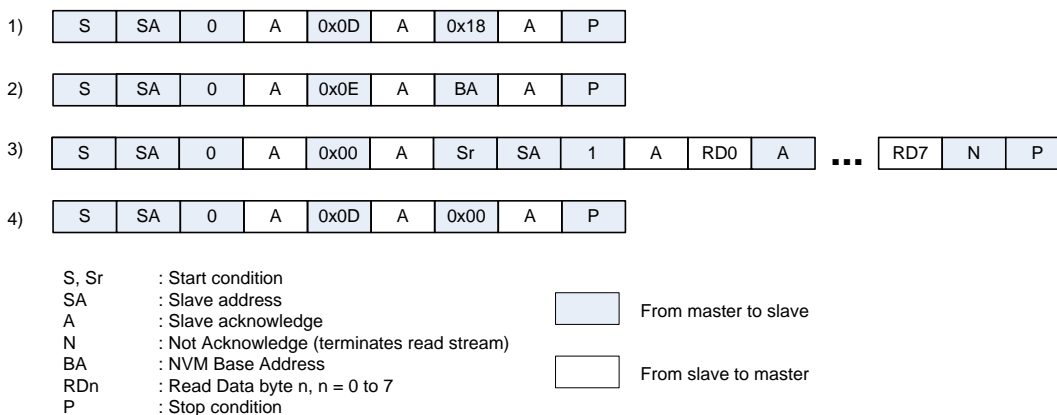 1) S SA 0 A 0x0D A 0x18 A P
2) S SA 0 A 0x0E A BA A P
3) S SA 0 A 0x00 A Sr SA 1 A RD0 A ... RD7 N P
4) S SA 0 A 0x0D A 0x00 A P
S, Sr : Start condition
SA : Slave address
A : Slave acknowledge
N : Not Acknowledge (terminates read stream)
BA : NVM Base Address
RDn : Read Data byte n, n = 0 to 7
P : Stop condition
From master to slave
From slave to master